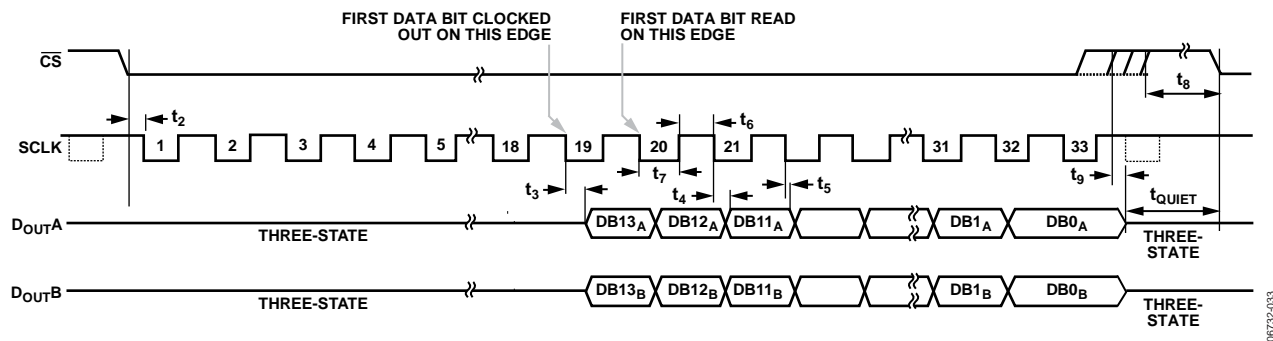 FIRST DATA BIT CLOCKED
OUT ON THIS EDGE
FIRST DATA BIT READ
ON THIS EDGE
CS
t8
t2
t6
SCLK
1 2 3 4 5 18 19 20 21 31 32 33
t3
t7
t4
t5
t9
tQUIET
DOUTA
THREE-STATE
DB13A DB12A DB11A DB1A DB0A
THREE-
STATE
DOUTB
THREE-STATE
DB13B DB12B DB11B DB1B DB0B
THREE-
STATE
06732-033